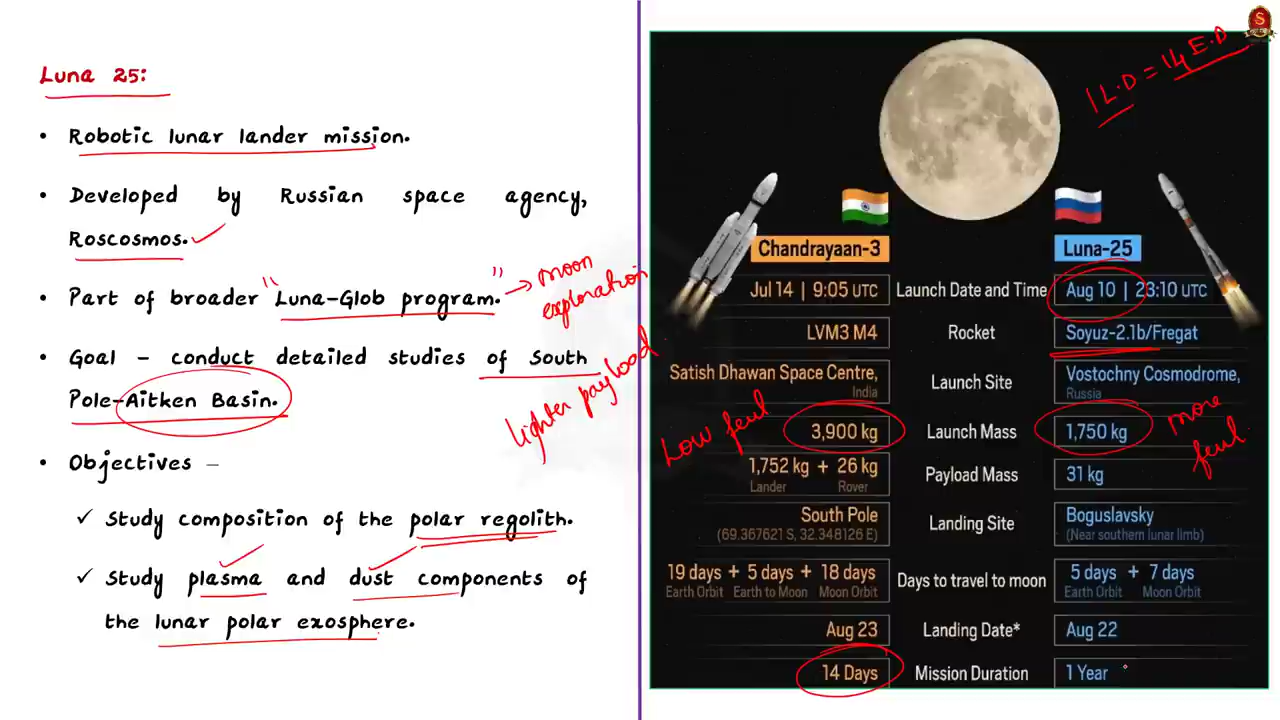 Luna 25:
• Robotic lunar lander mission.
• Developed by Russian space agency,
Roscosmos.
• Part of broader "Luna-Glob program."
→ moon
exploration
• Goal – conduct detailed studies of South
Pole-Aitken Basin.
lighter payload
• Objectives –
✓ Study composition of the polar regolith.
✓ Study plasma and dust components of
the lunar polar exosphere.
S
1 L.D = 14 E.D
Chandrayaan-3 Luna-25
Jul 14 | 9:05 UTC Launch Date and Time Aug 10 | 23:10 UTC
LVM3 M4 Rocket Soyuz-2.1b/Fregat
Satish Dhawan Space Centre, Launch Site Vostochny Cosmodrome,
India Russia
Low feul 3,900 kg Launch Mass 1,750 kg more
feul
1,752 kg + 26 kg Payload Mass 31 kg
Lander Rover
South Pole Landing Site Boguslavsky
(69.367621 S, 32.348126 E) (Near southern lunar limb)
19 days + 5 days + 18 days Days to travel to moon 5 days + 7 days
Earth Orbit Earth to Moon Moon Orbit Earth Orbit Moon Orbit
Aug 23 Landing Date* Aug 22
14 Days Mission Duration 1 Year